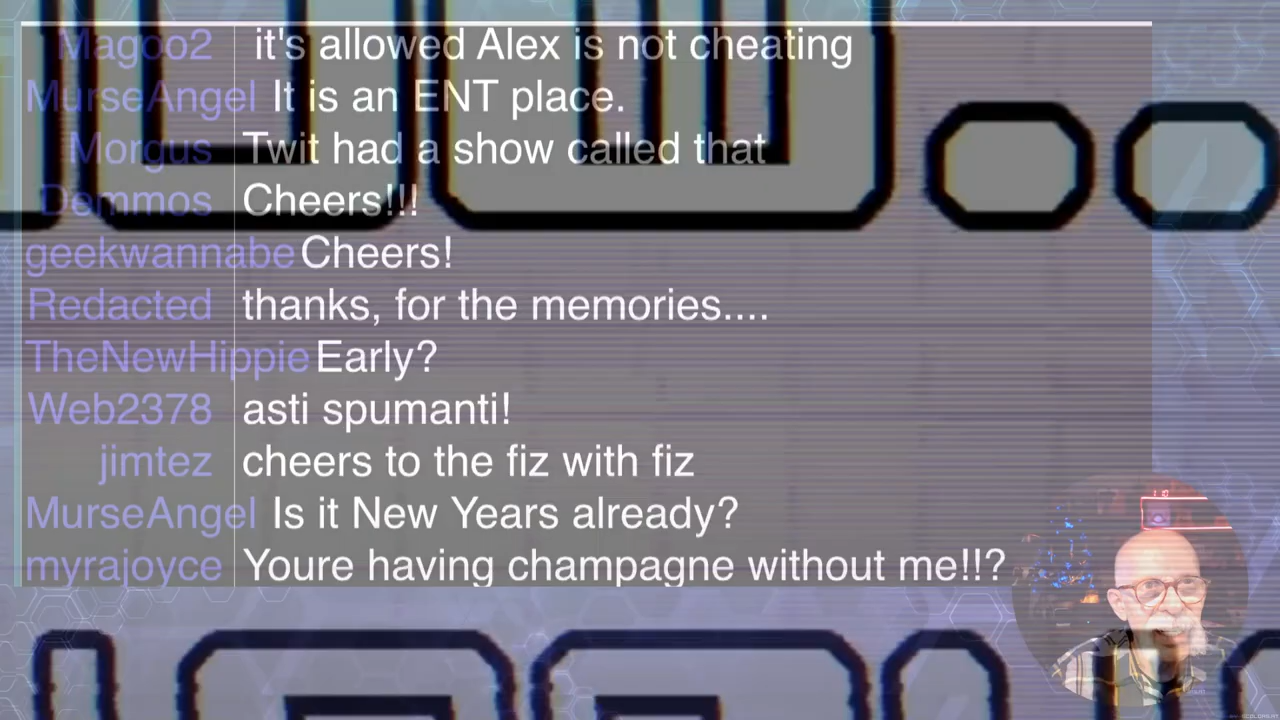 Magoo2 it's allowed Alex is not cheating
MurseAngel It is an ENT place.
Morgus Twit had a show called that
Demmos Cheers!!!
geekwannabe Cheers!
Redacted thanks, for the memories....
TheNewHippie Early?
Web2378 asti spumanti!
jimtez cheers to the fiz with fiz
MurseAngel Is it New Years already?
myrajoyce Youre having champagne without me!!?